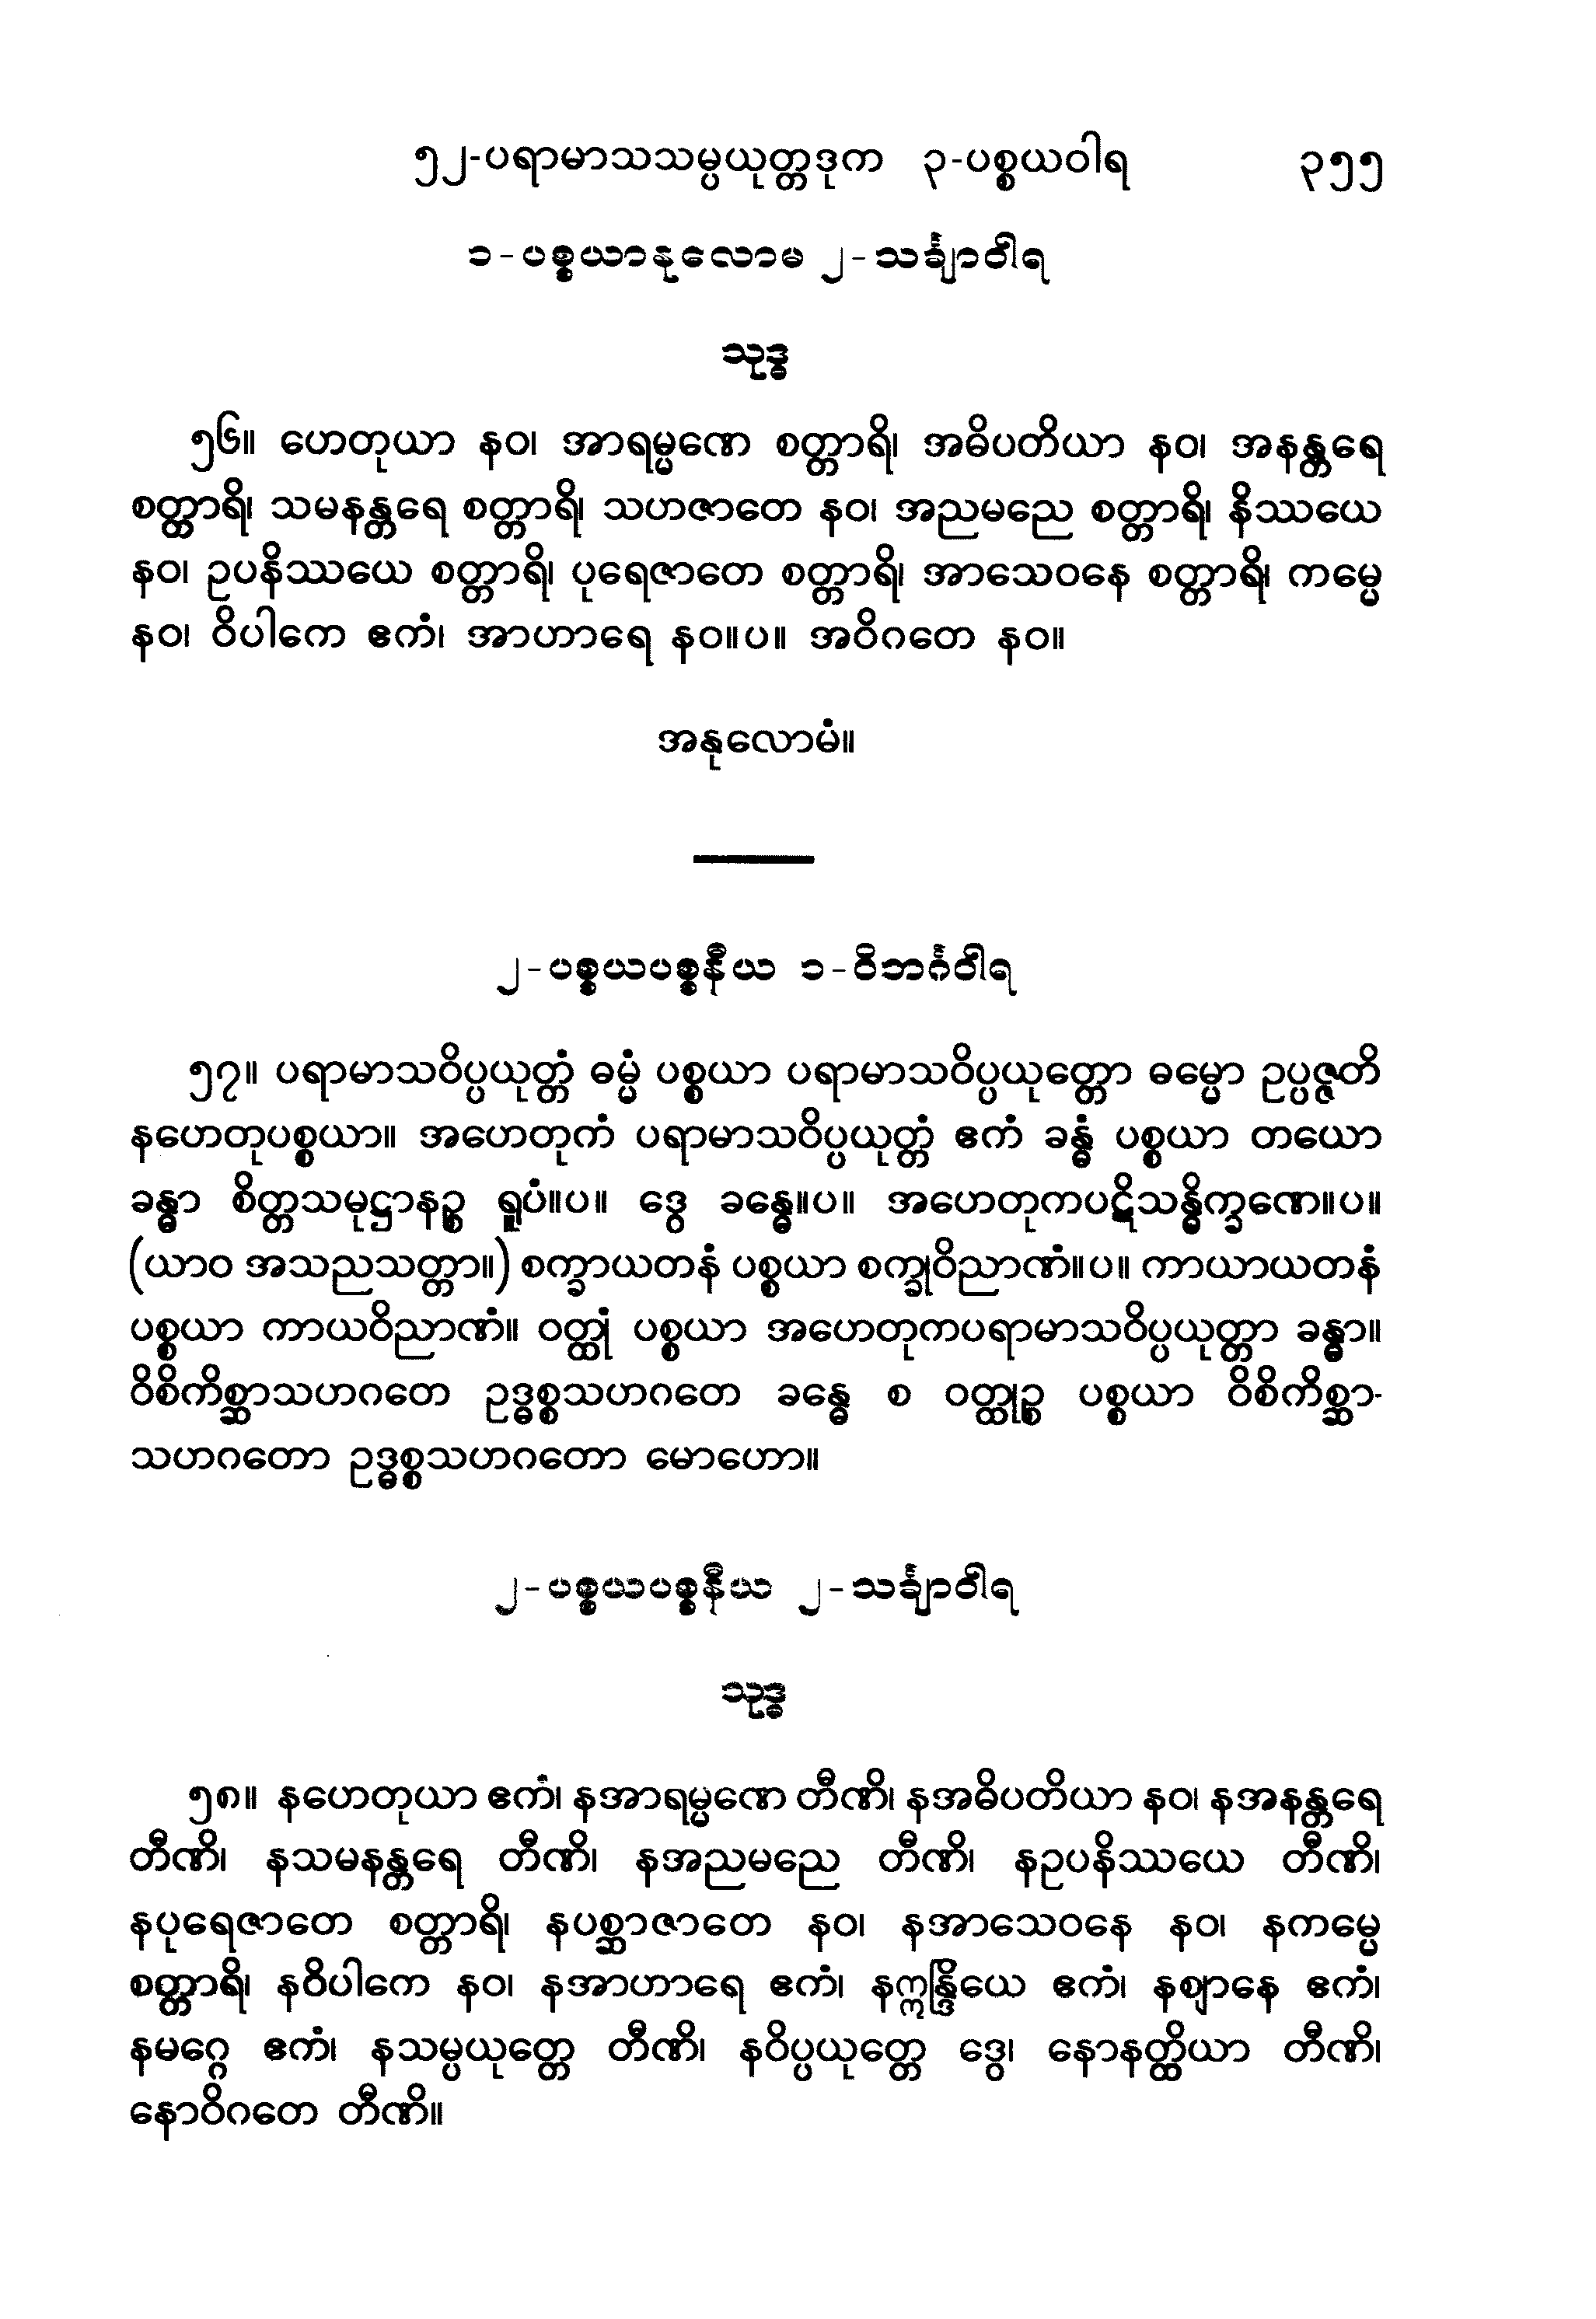 ၅၂-ပရာမာသသမ္ပယုတ္တဒုက ၃-ပစ္စယဝါရ ၃၅၅
၁-ပစ္စယာနုလောမ ၂-သင်္ချာဝါရ
သုဒ္ဓ
၅၆။ ဟေတုယာ နဝ၊ အာရမ္မဏေ စတ္တာရိ၊ အဓိပတိယာ နဝ၊ အနန္တရေ
စတ္တာရိ၊ သမနန္တရေ စတ္တာရိ၊ သဟဇာတေ နဝ၊ အညမညေ စတ္တာရိ၊ နိဿယေ
နဝ၊ ဥပနိဿယေ စတ္တာရိ၊ ပုရေဇာတေ စတ္တာရိ၊ အာသေဝနေ စတ္တာရိ၊ ကမ္မေ
နဝ၊ ဝိပါကေ ဧကံ၊ အာဟာရေ နဝ။ပ။ အဝိဂတေ နဝ။
အနုလောမံ။
၂-ပစ္စယပစ္စနီယ ၁-ဝိဘင်္ဂဝါရ
၅၇။ ပရာမာသဝိပ္ပယုတ္တံ ဓမ္မံ ပစ္စယာ ပရာမာသဝိပ္ပယုတ္တော ဓမ္မော ဥပ္ပဇ္ဇတိ
နဟေတုပစ္စယာ။ အဟေတုကံ ပရာမာသဝိပ္ပယုတ္တံ ဧကံ ခန္ဓံ ပစ္စယာ တယော
ခန္ဓာ စိတ္တသမုဋ္ဌာနဉ္စ ရူပံ။ပ။ ဒွေ ခန္ဓေ။ပ။ အဟေတုကပဋိသန္ဓိက္ခဏေ။ပ။
(ယာဝ အသညသတ္တာ။) စက္ခာယတနံ ပစ္စယာ စက္ခုဝိညာဏံ။ပ။ ကာယာယတနံ
ပစ္စယာ ကာယဝိညာဏံ။ ဝတ္ထုံ ပစ္စယာ အဟေတုကပရာမာသဝိပ္ပယုတ္တာ ခန္ဓာ။
ဝိစိကိစ္ဆာသဟဂတေ ဥဒ္ဓစ္စသဟဂတေ ခန္ဓေ စ ဝတ္ထုဉ္စ ပစ္စယာ ဝိစိကိစ္ဆာ-
သဟဂတော ဥဒ္ဓစ္စသဟဂတော မောဟော။
၂-ပစ္စယပစ္စနီယ ၂-သင်္ချာဝါရ
သုဒ္ဓ
၅၈။ နဟေတုယာ ဧကံ၊ နအာရမ္မဏေ တီဏိ၊ နအဓိပတိယာ နဝ၊ နအနန္တရေ
တီဏိ၊ နသမနန္တရေ တီဏိ၊ နအညမညေ တီဏိ၊ နဥပနိဿယေ တီဏိ၊
နပုရေဇာတေ စတ္တာရိ၊ နပစ္ဆာဇာတေ နဝ၊ နအာသေဝနေ နဝ၊ နကမ္မေ
စတ္တာရိ၊ နဝိပါကေ နဝ၊ နအာဟာရေ ဧကံ၊ နဣန္ဒြိယေ ဧကံ၊ နဈာနေ ဧကံ၊
နမဂ္ဂေ ဧကံ၊ နသမ္ပယုတ္တေ တီဏိ၊ နဝိပ္ပယုတ္တေ ဒွေ၊ နောနတ္ထိယာ တီဏိ၊
နောဝိဂတေ တီဏိ။